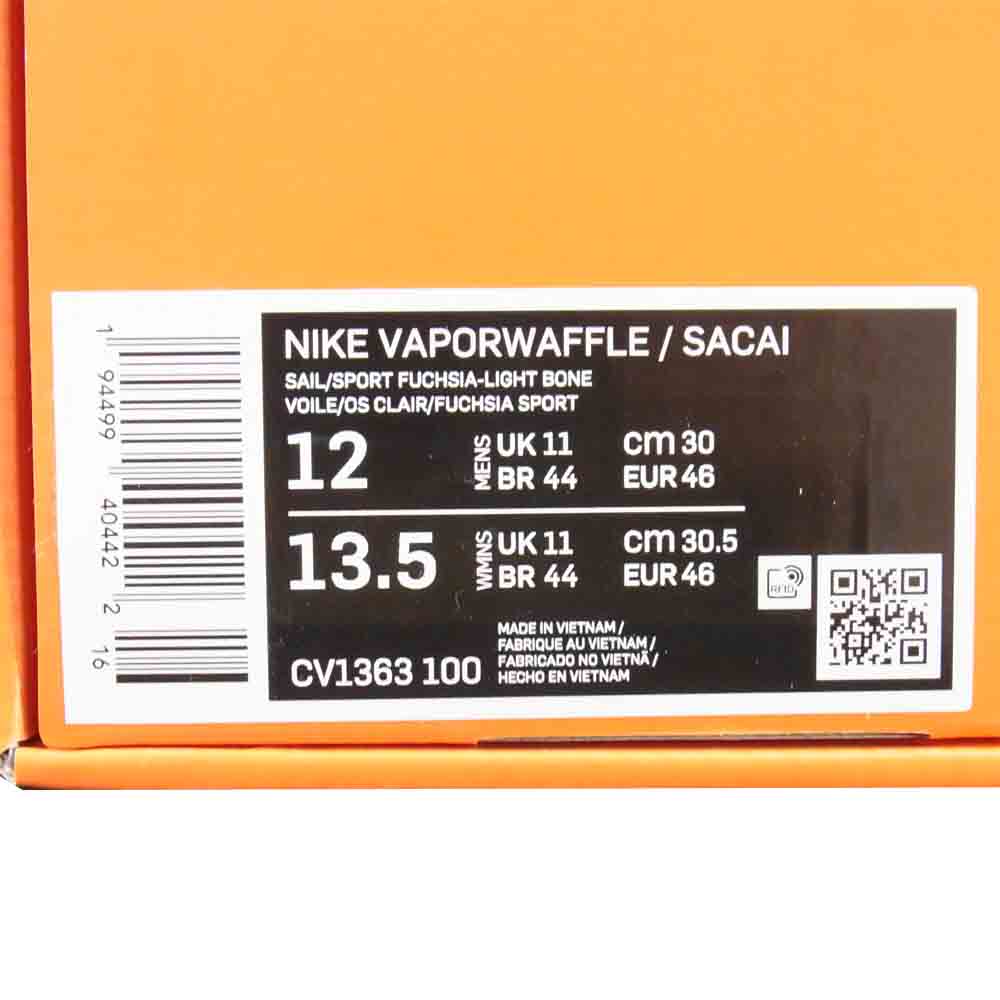 1 94499 40442 2 16
NIKE VAPORWAFFLE / SACAI
SAIL/SPORT FUCHSIA-LIGHT BONE
VOILE/OS CLAIR/FUCHSIA SPORT
12 MENS UK 11 cm 30
BR 44 EUR 46
13.5 WMNS UK 11 cm 30.5
BR 44 EUR 46
RFID
CV1363 100
MADE IN VIETNAM /
FABRIQUE AU VIETNAM /
FABRICADO NO VIETNÃ /
HECHO EN VIETNAM